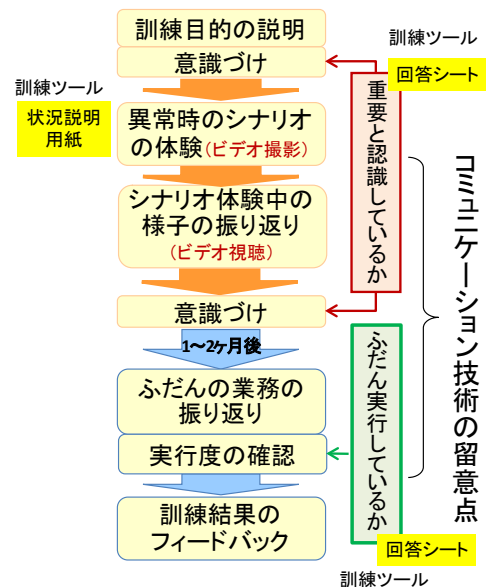 訓練目的の説明
意識づけ
訓練ツール
回答シート
訓練ツール
状況説明
用紙
異常時のシナリオ
の体験(ビデオ撮影)
重要と認識しているか
シナリオ体験中の
様子の振り返り
(ビデオ視聴)
意識づけ
コミュニケーション技術の留意点
1~2ヶ月後
ふだんの業務の
振り返り
ふだん実行しているか
実行度の確認
訓練結果の
フィードバック
回答シート
訓練ツール